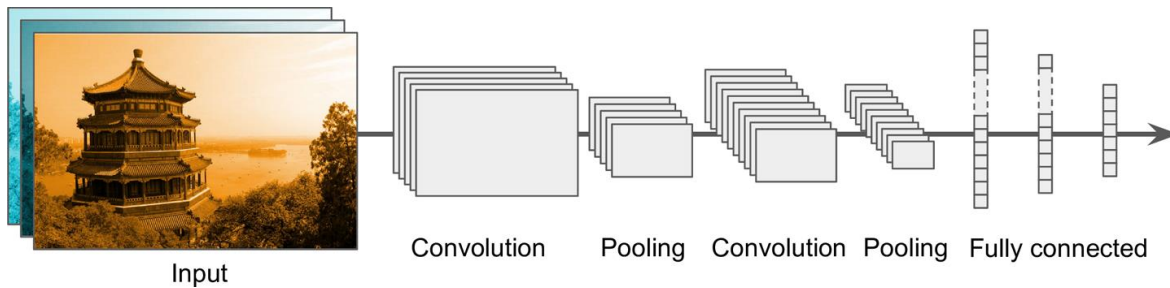 Input
Convolution
Pooling
Convolution
Pooling
Fully connected